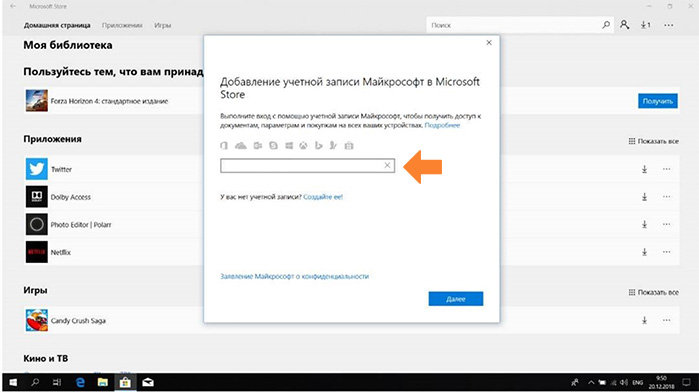 Microsoft Store
Домашняя страница Приложения Игры
Поиск
1
Моя библиотека
Пользуйтесь тем, что вам принад
Forza Horizon 4: стандартное издание
Получить
Приложения
Показать все
Twitter
Dolby Access
Photo Editor | Polarr
Netflix
Игры
Показать все
Candy Crush Saga
Кино и ТВ
Добавление учетной записи Майкрософт в Microsoft
Store
Выполните вход с помощью учетной записи Майкрософт, чтобы получить доступ к
документам, параметрам и покупкам на всех ваших устройствах. Подробнее
У вас нет учетной записи? Создайте ее!
Заявление Майкрософт о конфиденциальности
Далее
ENG
9:50
20.12.2018